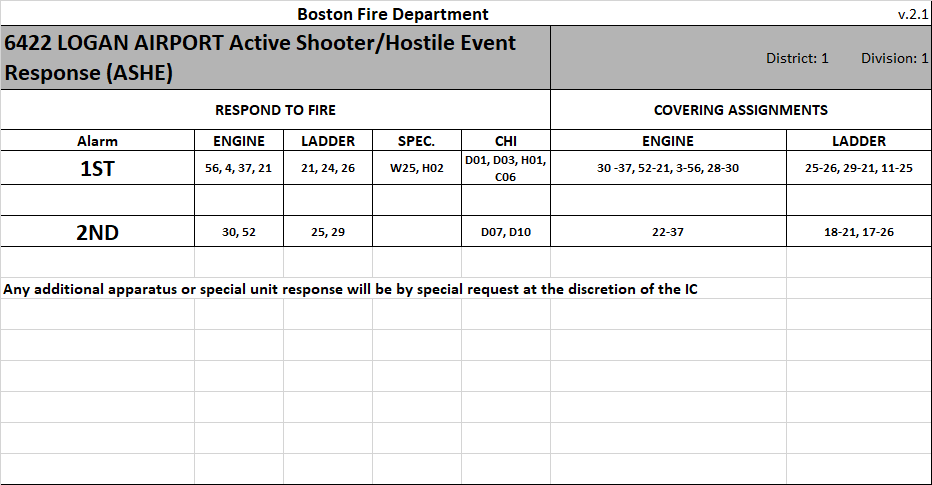 Boston Fire Department v.2.1
6422 LOGAN AIRPORT Active Shooter/Hostile Event
Response (ASHE)
District: 1 Division: 1
RESPOND TO FIRE COVERING ASSIGNMENTS
Alarm ENGINE LADDER SPEC. CHI ENGINE LADDER
1ST 56, 4, 37, 21 21, 24, 26 W25, H02 D01, D03, H01, C06 30 -37, 52-21, 3-56, 28-30 25-26, 29-21, 11-25
2ND 30, 52 25, 29 D07, D10 22-37 18-21, 17-26
Any additional apparatus or special unit response will be by special request at the discretion of the IC